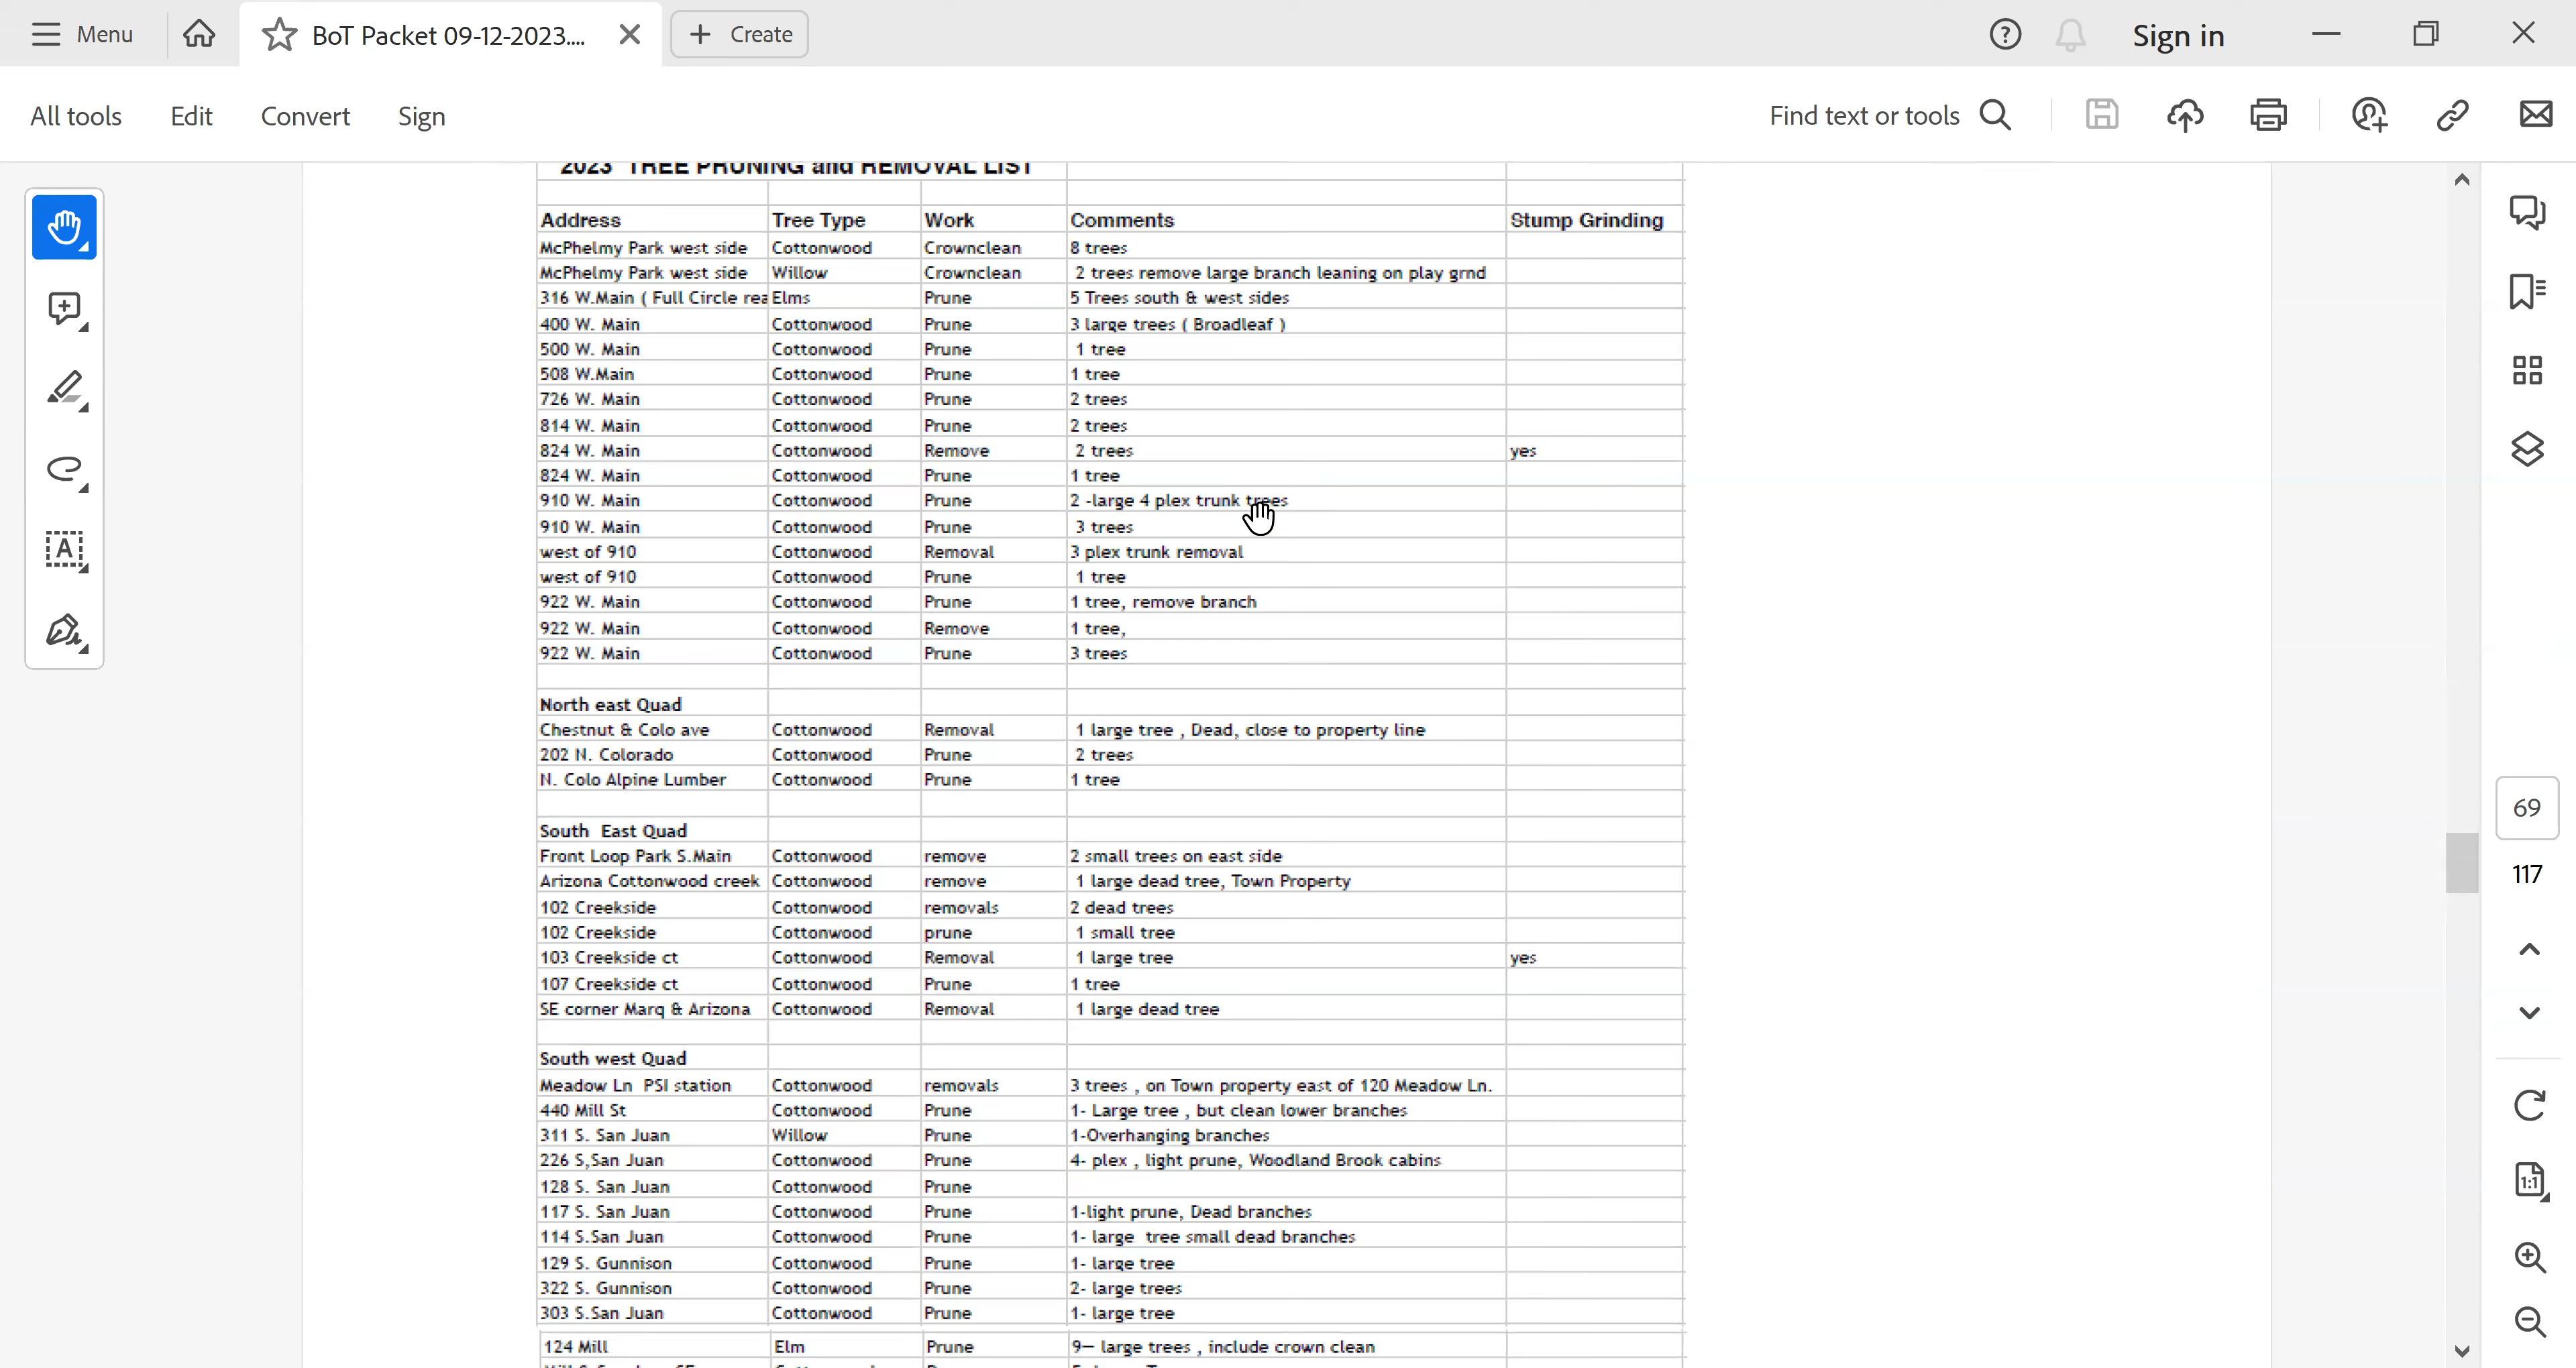 Menu BoT Packet 09-12-2023.... Create Sign in
All tools Edit Convert Sign Find text or tools
2023 TREE PRUNING and REMOVAL LIST
Address Tree Type Work Comments Stump Grinding
McPhelmy Park west side Cottonwood Crownclean 8 trees
McPhelmy Park west side Willow Crownclean 2 trees remove large branch leaning on play grnd
316 W.Main ( Full Circle rea Elms Prune 5 Trees south & west sides
400 W. Main Cottonwood Prune 3 large trees ( Broadleaf )
500 W. Main Cottonwood Prune 1 tree
508 W.Main Cottonwood Prune 1 tree
726 W. Main Cottonwood Prune 2 trees
814 W. Main Cottonwood Prune 2 trees
824 W. Main Cottonwood Remove 2 trees yes
824 W. Main Cottonwood Prune 1 tree
910 W. Main Cottonwood Prune 2 -large 4 plex trunk trees
910 W. Main Cottonwood Prune 3 trees
west of 910 Cottonwood Removal 3 plex trunk removal
west of 910 Cottonwood Prune 1 tree
922 W. Main Cottonwood Prune 1 tree, remove branch
922 W. Main Cottonwood Remove 1 tree,
922 W. Main Cottonwood Prune 3 trees
North east Quad
Chestnut & Colo ave Cottonwood Removal 1 large tree , Dead, close to property line
202 N. Colorado Cottonwood Prune 2 trees
N. Colo Alpine Lumber Cottonwood Prune 1 tree
South East Quad
Front Loop Park S.Main Cottonwood remove 2 small trees on east side
Arizona Cottonwood creek Cottonwood remove 1 large dead tree, Town Property
102 Creekside Cottonwood removals 2 dead trees
102 Creekside Cottonwood prune 1 small tree
103 Creekside ct Cottonwood Removal 1 large tree yes
107 Creekside ct Cottonwood Prune 1 tree
SE corner Marq & Arizona Cottonwood Removal 1 large dead tree
South west Quad
Meadow Ln PSI station Cottonwood removals 3 trees , on Town property east of 120 Meadow Ln.
440 Mill St Cottonwood Prune 1- Large tree , but clean lower branches
311 S. San Juan Willow Prune 1-Overhanging branches
226 S,San Juan Cottonwood Prune 4- plex , light prune, Woodland Brook cabins
128 S. San Juan Cottonwood Prune
117 S. San Juan Cottonwood Prune 1-light prune, Dead branches
114 S.San Juan Cottonwood Prune 1- large tree small dead branches
129 S. Gunnison Cottonwood Prune 1- large tree
322 S. Gunnison Cottonwood Prune 2- large trees
303 S.San Juan Cottonwood Prune 1- large tree
124 Mill Elm Prune 9— large trees , include crown clean
69
117
1:1